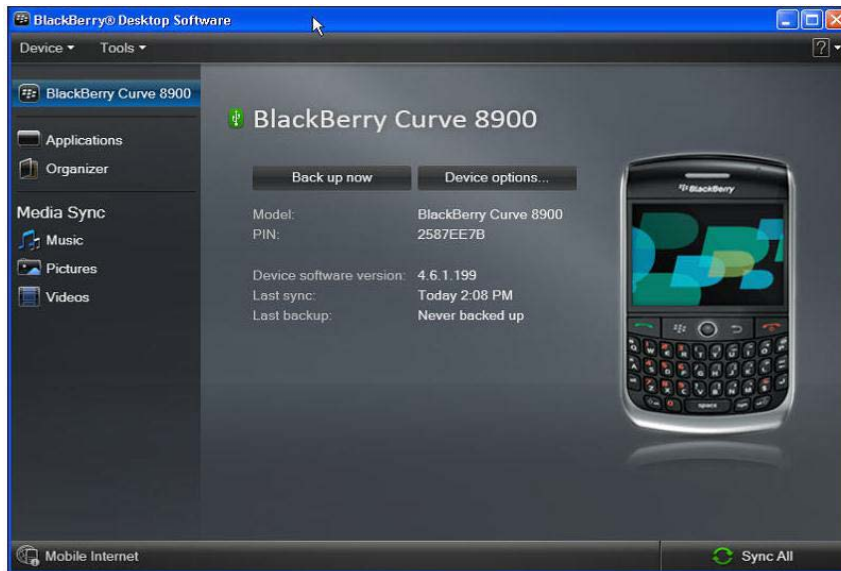 BlackBerry® Desktop Software
Device Tools ?
BlackBerry Curve 8900
Applications
Organizer
Media Sync
Music
Pictures
Videos
BlackBerry Curve 8900
Back up now Device options...
Model: BlackBerry Curve 8900
PIN: 2587EE7B
Device software version: 4.6.1.199
Last sync: Today 2:08 PM
Last backup: Never backed up
BlackBerry
space
Mobile Internet
Sync All